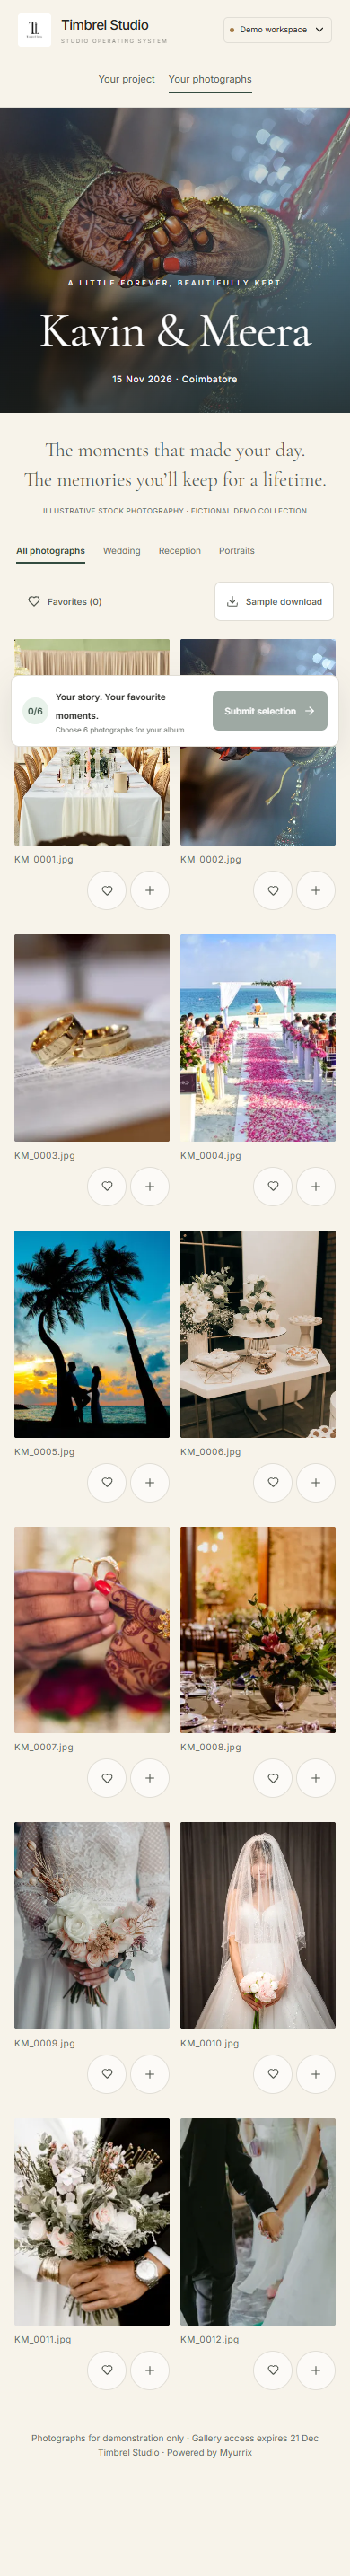 TL
Timbrel Studio
STUDIO OPERATING SYSTEM
Demo workspace
Your project
Your photographs
A LITTLE FOREVER, BEAUTIFULLY KEPT
Kavin & Meera
15 Nov 2026 · Coimbatore
The moments that made your day.
The memories you’ll keep for a lifetime.
ILLUSTRATIVE STOCK PHOTOGRAPHY · FICTIONAL DEMO COLLECTION
All photographs
Wedding
Reception
Portraits
Favorites (0)
Sample download
0/6
Your story. Your favourite
moments.
Choose 6 photographs for your album.
Submit selection
KM_0001.jpg
KM_0002.jpg
KM_0003.jpg
KM_0004.jpg
KM_0005.jpg
KM_0006.jpg
KM_0007.jpg
KM_0008.jpg
KM_0009.jpg
KM_0010.jpg
KM_0011.jpg
KM_0012.jpg
Photographs for demonstration only · Gallery access expires 21 Dec
Timbrel Studio · Powered by Myurrix